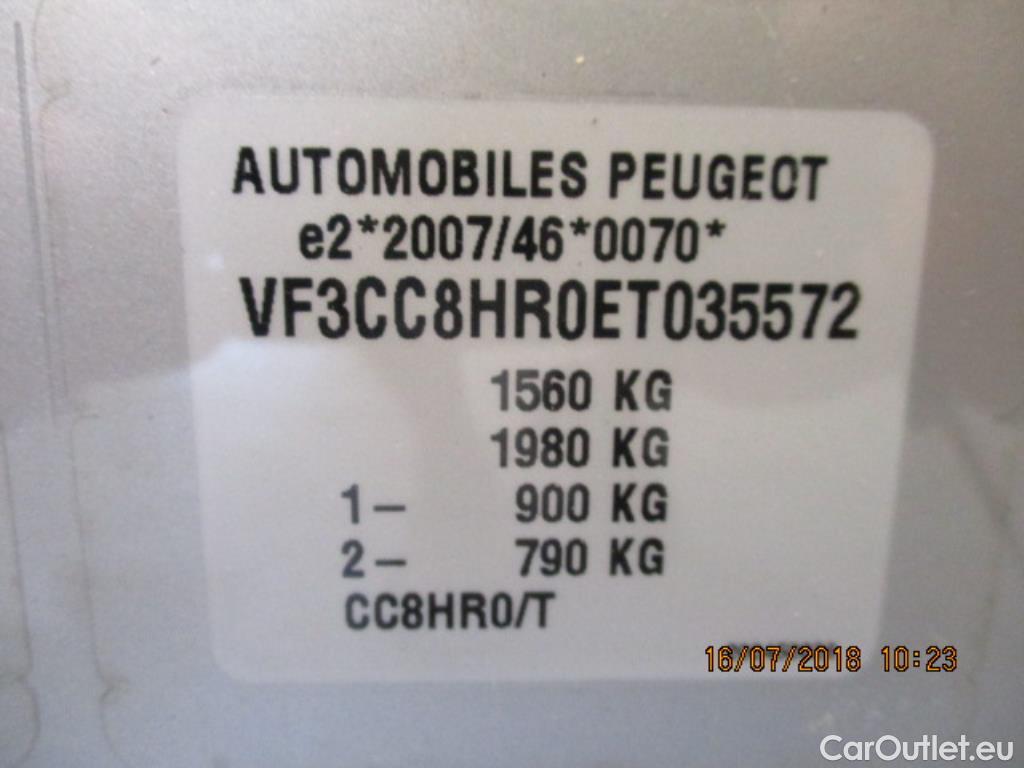 AUTOMOBILES PEUGEOT
e2*2007/46*0070*
VF3CC8HR0ET035572
1560 KG
1980 KG
1- 900 KG
2- 790 KG
CC8HR0/T
16/07/2018 10:23
CarOutlet.eu